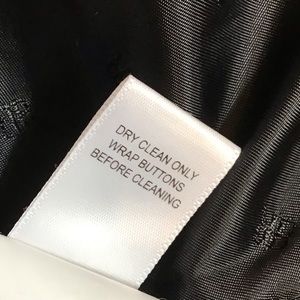 DRY CLEAN ONLY
WRAP BUTTONS
BEFORE CLEANING